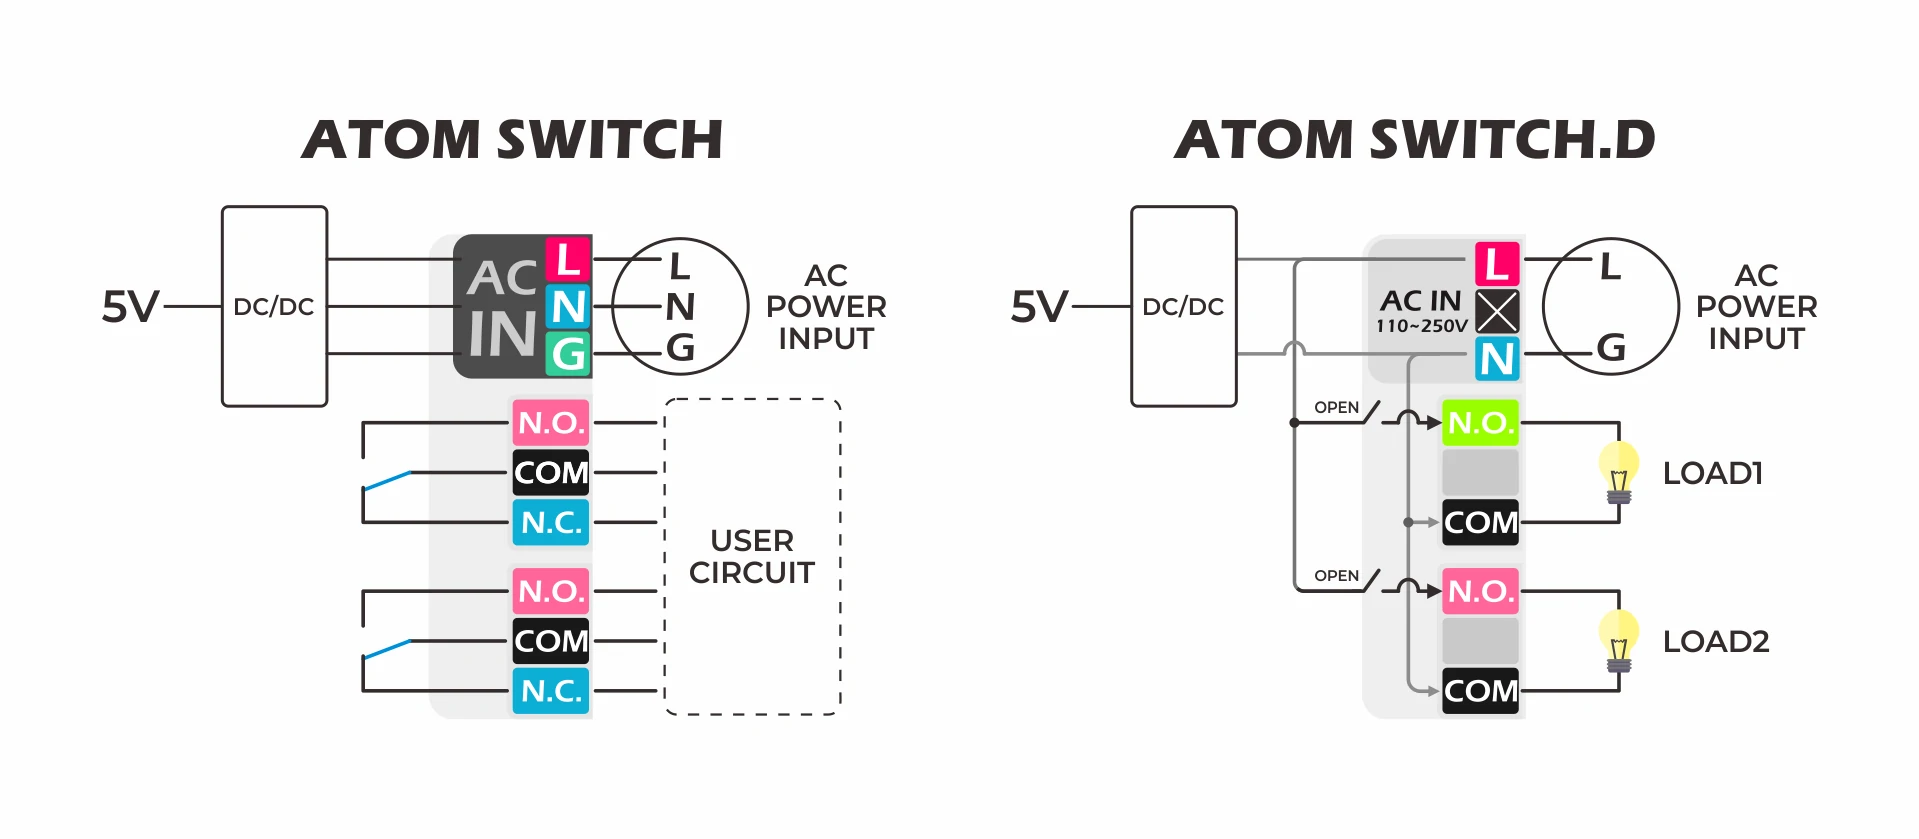 ATOM SWITCH
5V
DC/DC
AC
IN
L
N
G
L
N
G
AC
POWER
INPUT
N.O.
COM
N.C.
N.O.
COM
N.C.
USER
CIRCUIT
ATOM SWITCH.D
5V
DC/DC
AC IN
110~250V
L
N
L
G
AC
POWER
INPUT
OPEN
N.O.
COM
LOAD1
OPEN
N.O.
COM
LOAD2